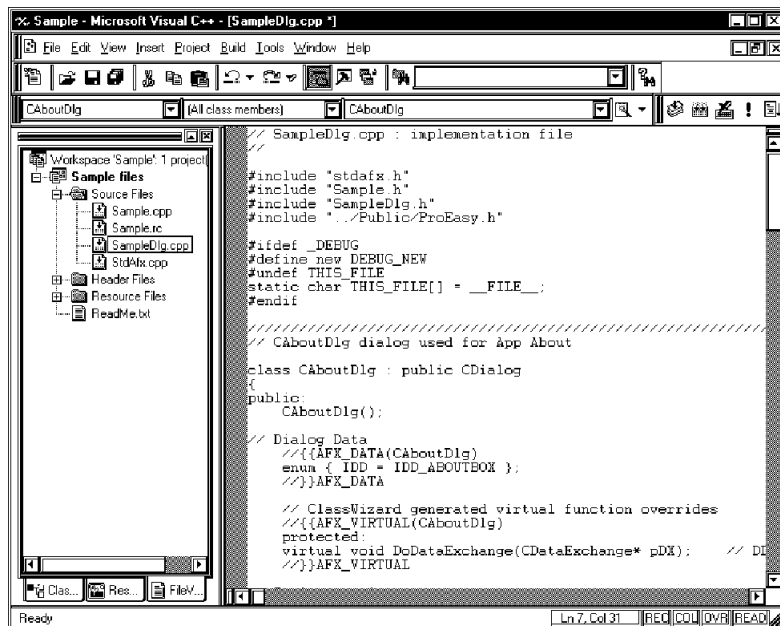 Sample - Microsoft Visual C++ - [SampleDlg.cpp *]
File Edit View Insert Project Build Tools Window Help
CAboutDlg (All class members) CAboutDlg
Workspace 'Sample': 1 project(
Sample files
Source Files
Sample.cpp
Sample.rc
SampleDlg.cpp
StdAfx.cpp
Header Files
Resource Files
ReadMe.txt
Clas... Res... FileV...
// SampleDlg.cpp : implementation file
//
#include "stdafx.h"
#include "Sample.h"
#include "SampleDlg.h"
#include "../Public/ProEasy.h"
#ifdef _DEBUG
#define new DEBUG_NEW
#undef THIS_FILE
static char THIS_FILE[] = __FILE__;
#endif
/////////////////////////////////////////////////////////////////////////////
// CAboutDlg dialog used for App About
class CAboutDlg : public CDialog
{
public:
CAboutDlg();
// Dialog Data
//{{AFX_DATA(CAboutDlg)
enum { IDD = IDD_ABOUTBOX };
//}}AFX_DATA
// ClassWizard generated virtual function overrides
//{{AFX_VIRTUAL(CAboutDlg)
protected:
virtual void DoDataExchange(CDataExchange* pDX); // DD
//}}AFX_VIRTUAL
Ready Ln 7, Col 31 REC COL OVR READ